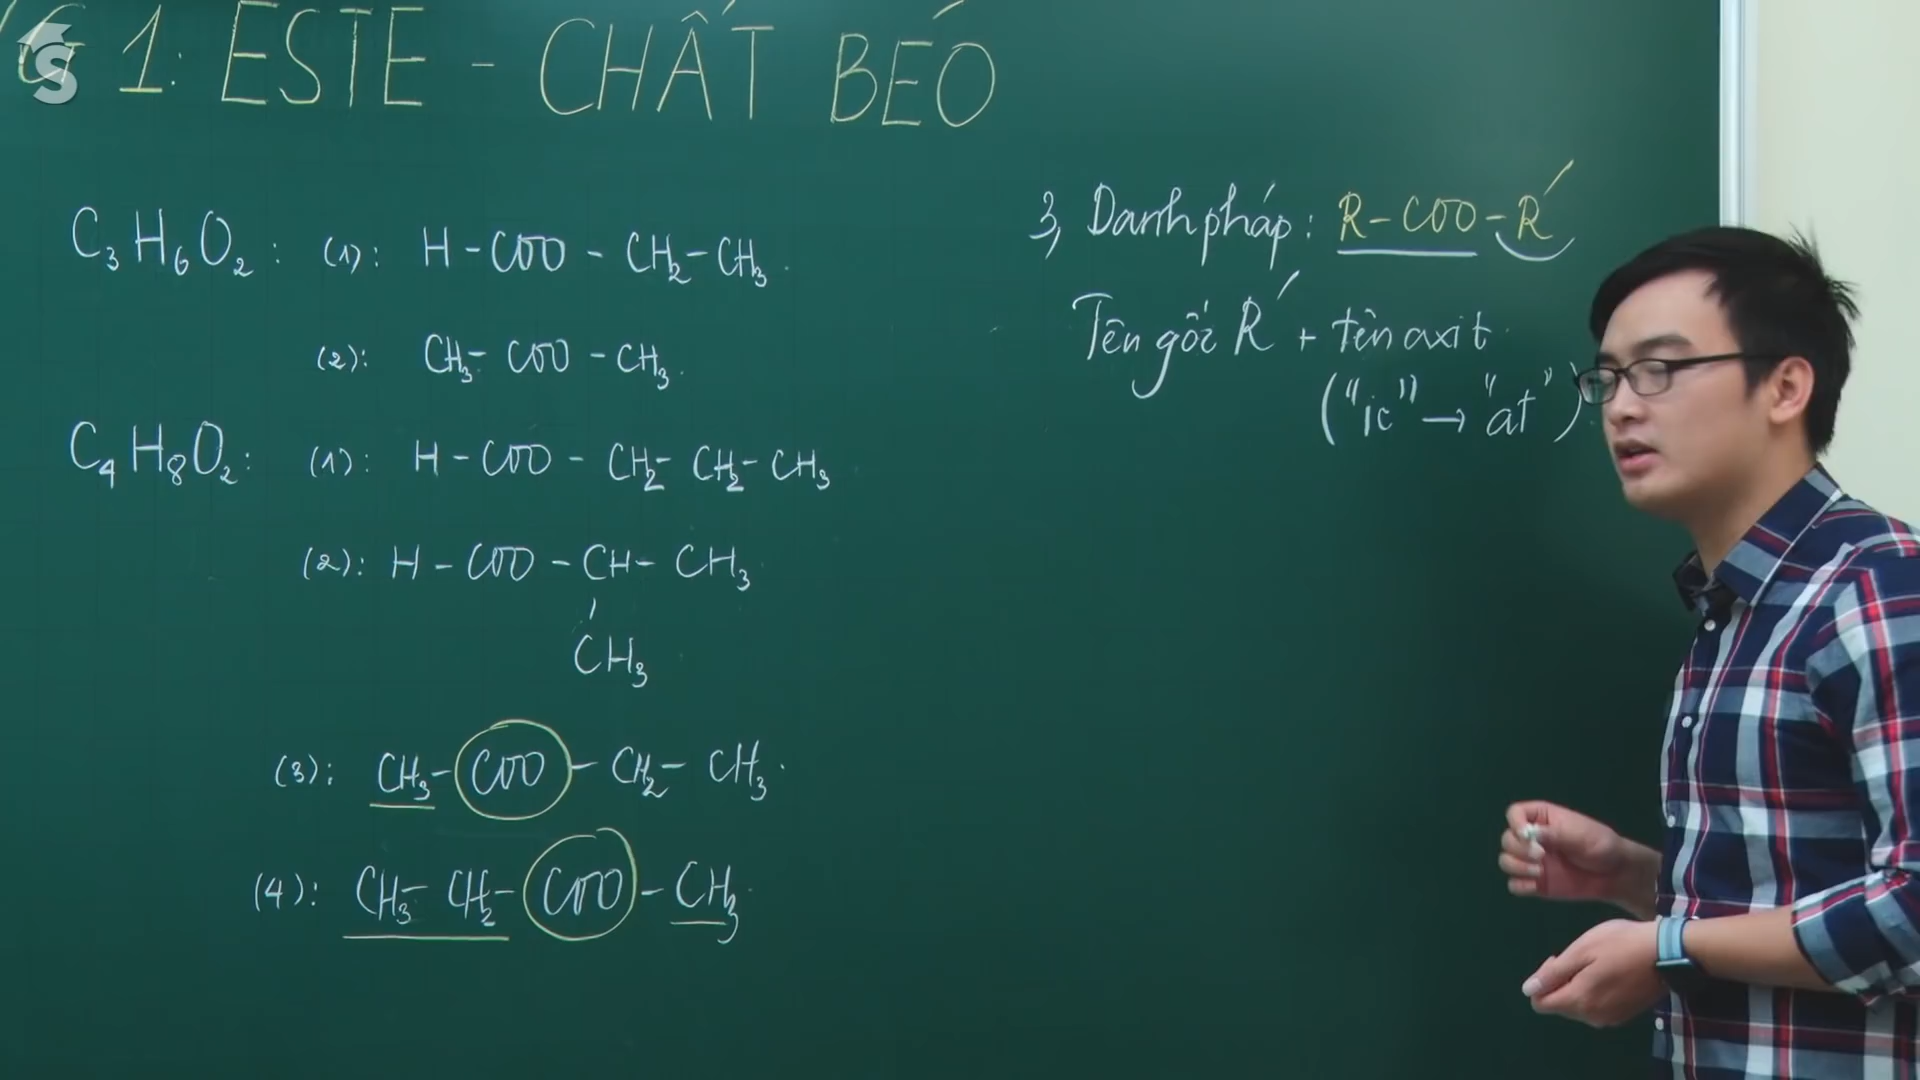 G 1: ESTE - CHẤT BÉO
C₃H₆O₂: (1): H-COO-CH₂-CH₃.
(2): CH₃-COO-CH₃.
C₄H₈O₂: (1): H-COO-CH₂-CH₂-CH₃
(2): H-COO-CH-CH₃
CH₃
(3): CH₃-COO-CH₂-CH₃.
(4): CH₃-CH₂-COO-CH₃.
3, Danh pháp: R-COO-R'
Tên gốc R' + tên axit
("ic" → "at")
S